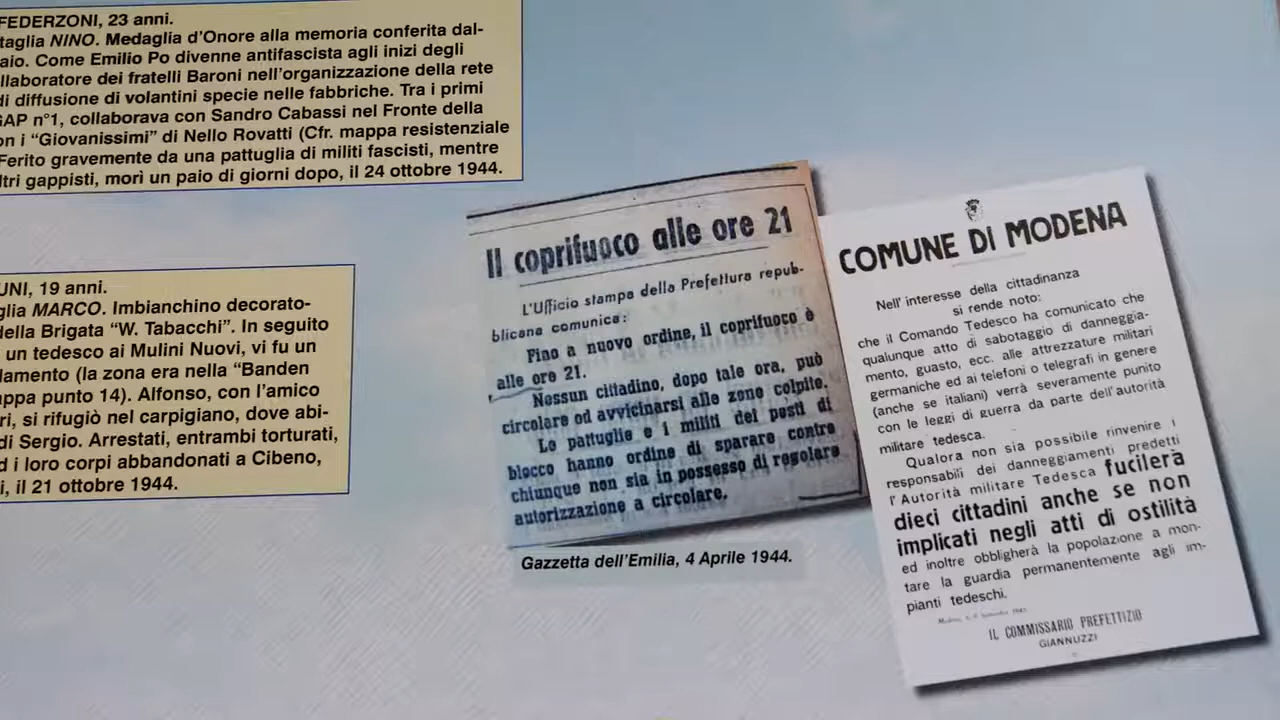 FEDERZONI, 23 anni.
taglia NINO. Medaglia d'Onore alla memoria conferita dal-
aio. Come Emilio Po divenne antifascista agli inizi degli
llaboratore dei fratelli Baroni nell'organizzazione della rete
di diffusione di volantini specie nelle fabbriche. Tra i primi
GAP n°1, collaborava con Sandro Cabassi nel Fronte della
on i “Giovanissimi” di Nello Rovatti (Cfr. mappa resistenziale
Ferito gravemente da una pattuglia di militi fascisti, mentre
ltri gappisti, morì un paio di giorni dopo, il 24 ottobre 1944.
UNI, 19 anni.
glia MARCO. Imbianchino decorato-
della Brigata “W. Tabacchi”. In seguito
un tedesco ai Mulini Nuovi, vi fu un
lamento (la zona era nella “Banden
appa punto 14). Alfonso, con l'amico
ri, si rifugiò nel carpigiano, dove abi-
di Sergio. Arrestati, entrambi torturati,
d i loro corpi abbandonati a Cibeno,
i, il 21 ottobre 1944.
Il coprifuoco alle ore 21
L'Ufficio stampa della Prefettura repub-
blicana comunica:
Fino a nuovo ordine, il coprifuoco è
alle ore 21.
Nessun cittadino, dopo tale ora, può
circolare od avvicinarsi alle zone colpite.
Le pattuglie e i militi dei posti di
blocco hanno ordine di sparare contro
chiunque non sia in possesso di regolare
autorizzazione a circolare.
Gazzetta dell'Emilia, 4 Aprile 1944.
COMUNE DI MODENA
Nell' interesse della cittadinanza
si rende noto:
che il Comando Tedesco ha comunicato che
qualunque atto di sabotaggio di danneggia-
mento, guasto, ecc. alle attrezzature militari
germaniche ed ai telefoni o telegrafi in genere
(anche se italiani) verrà severamente punito
con le leggi di guerra da parte dell'autorità
militare tedesca.
Qualora non sia possibile rinvenire i
responsabili dei danneggiamenti predetti
l'Autorità militare Tedesca fucilerà
dieci cittadini anche se non
implicati negli atti di ostilità
ed inoltre obbligherà la popolazione a mon-
tare la guardia permanentemente agli im-
pianti tedeschi.
IL COMMISSARIO PREFETTIZIO
GIANNUZZI